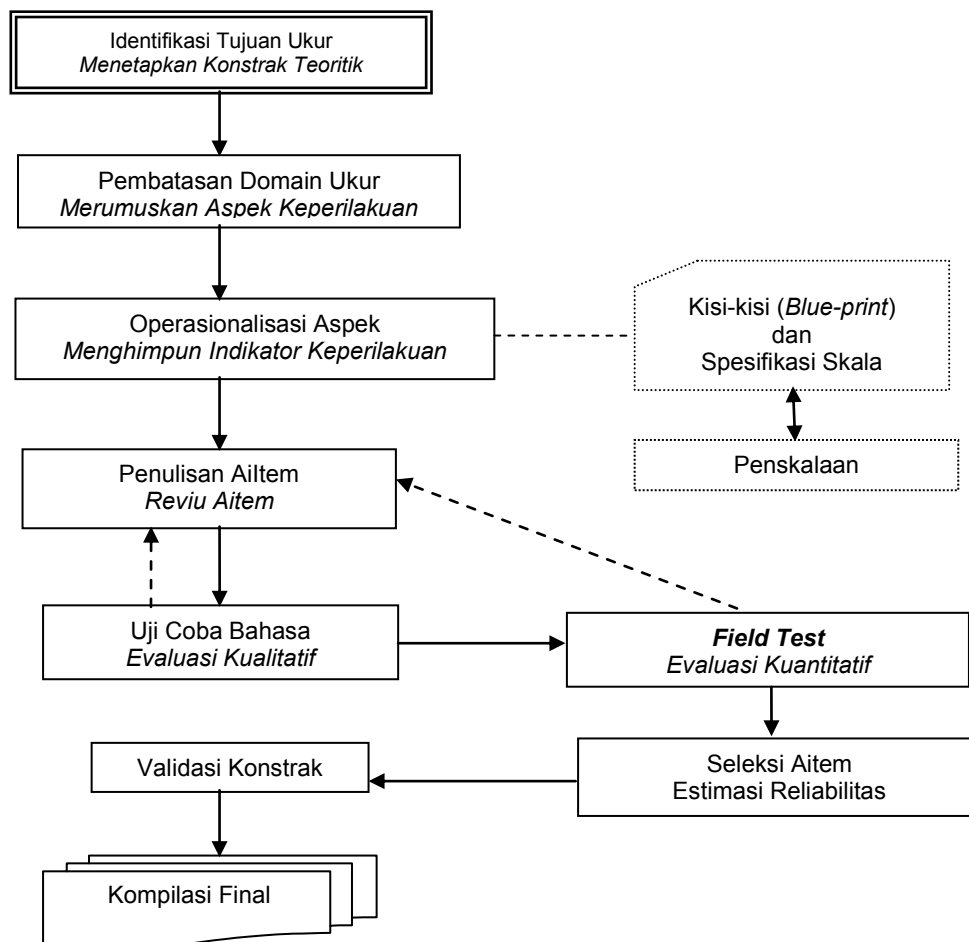 Identifikasi Tujuan Ukur
Menetapkan Konstrak Teoritik
Pembatasan Domain Ukur
Merumuskan Aspek Keperilakuan
Operasionalisasi Aspek
Menghimpun Indikator Keperilakuan
Kisi-kisi (Blue-print)
dan
Spesifikasi Skala
Penskalaan
Penulisan AiItem
Reviu Aitem
Uji Coba Bahasa
Evaluasi Kualitatif
Field Test
Evaluasi Kuantitatif
Seleksi Aitem
Estimasi Reliabilitas
Validasi Konstrak
Kompilasi Final